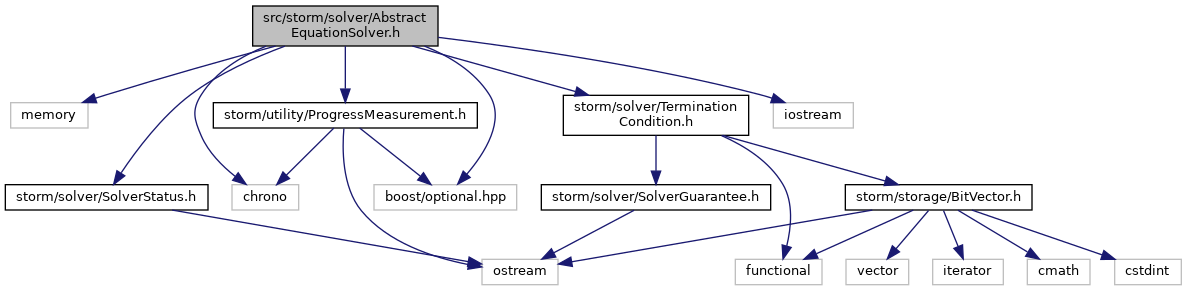 src/storm/solver/Abstract
EquationSolver.h
memory
storm/utility/ProgressMeasurement.h
storm/solver/Termination
Condition.h
iostream
storm/solver/SolverStatus.h
chrono
boost/optional.hpp
storm/solver/SolverGuarantee.h
storm/storage/BitVector.h
ostream
functional
vector
iterator
cmath
cstdint